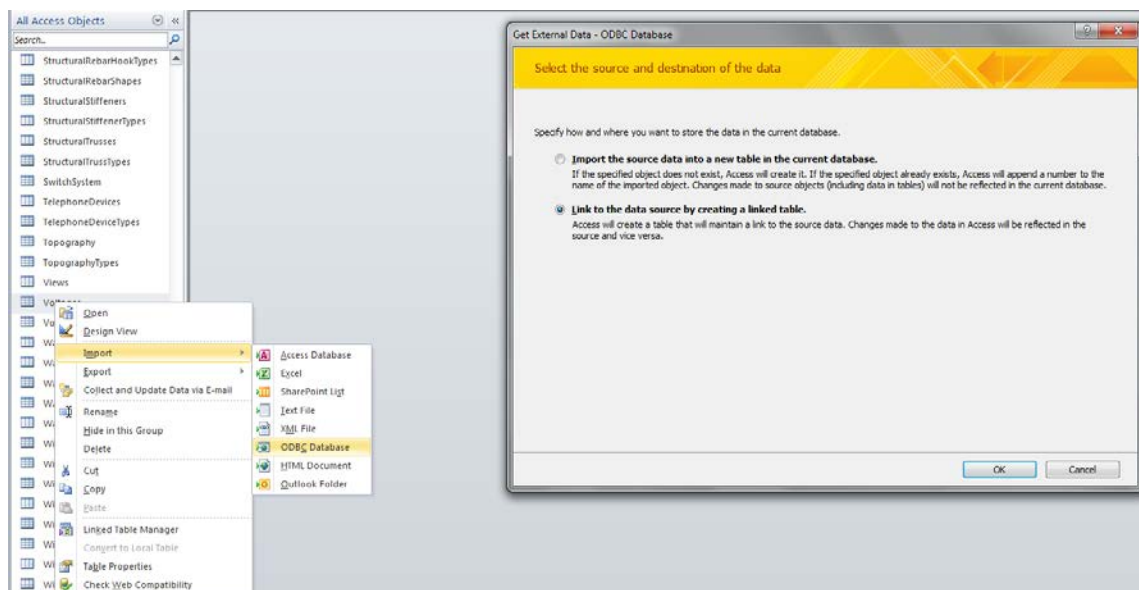 All Access Objects
Search...
StructuralRebarHookTypes
StructuralRebarShapes
StructuralStiffeners
StructuralStiffenerTypes
StructuralTrusses
StructuralTrussTypes
SwitchSystem
TelephoneDevices
TelephoneDeviceTypes
Topography
TopographyTypes
Views
Open
Design View
Import
Export
Collect and Update Data via E-mail
Rename
Hide in this Group
Delete
Cut
Copy
Paste
Linked Table Manager
Convert to Local Table
Table Properties
Check Web Compatibility
Access Database
Excel
SharePoint List
Text File
XML File
ODBC Database
HTML Document
Outlook Folder
Get External Data - ODBC Database
Select the source and destination of the data
Specify how and where you want to store the data in the current database.
Import the source data into a new table in the current database.
If the specified object does not exist, Access will create it. If the specified object already exists, Access will append a number to the
name of the imported object. Changes made to source objects (including data in tables) will not be reflected in the current database.
Link to the data source by creating a linked table.
Access will create a table that will maintain a link to the source data. Changes made to the data in Access will be reflected in the
source and vice versa.
OK
Cancel